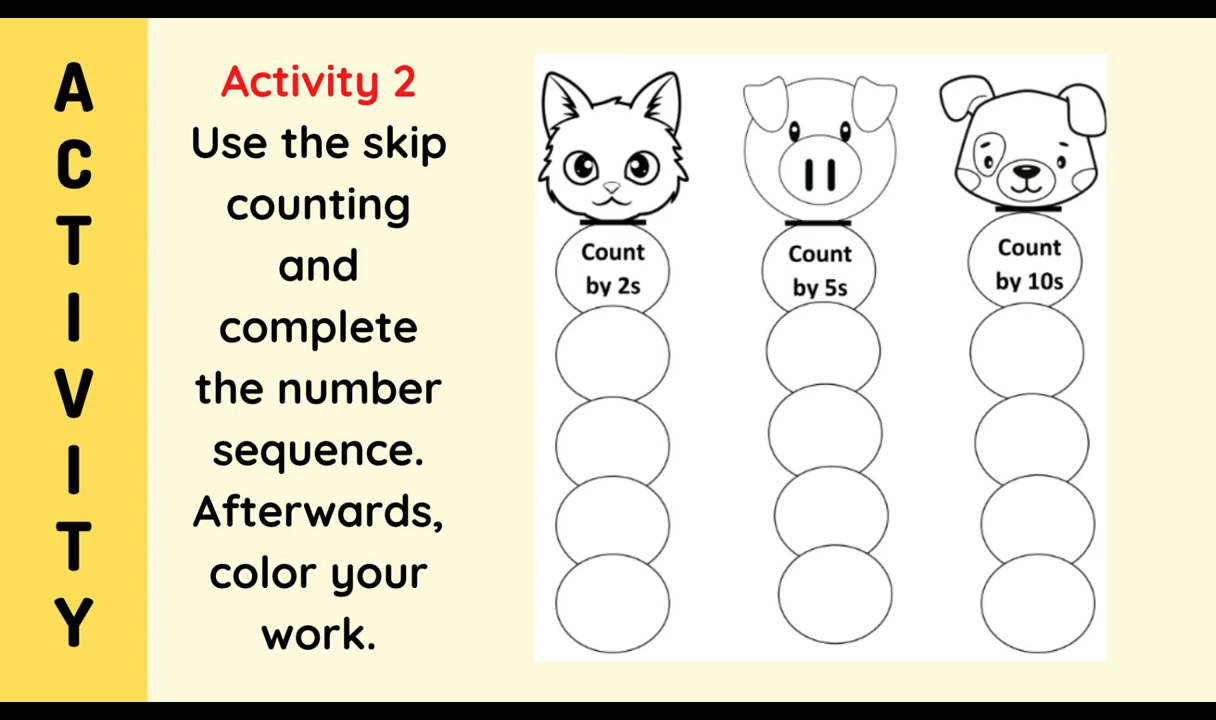 ACTIVITY
Activity 2
Use the skip
counting
and
complete
the number
sequence.
Afterwards,
color your
work.
Count
by 2s
Count
by 5s
Count
by 10s